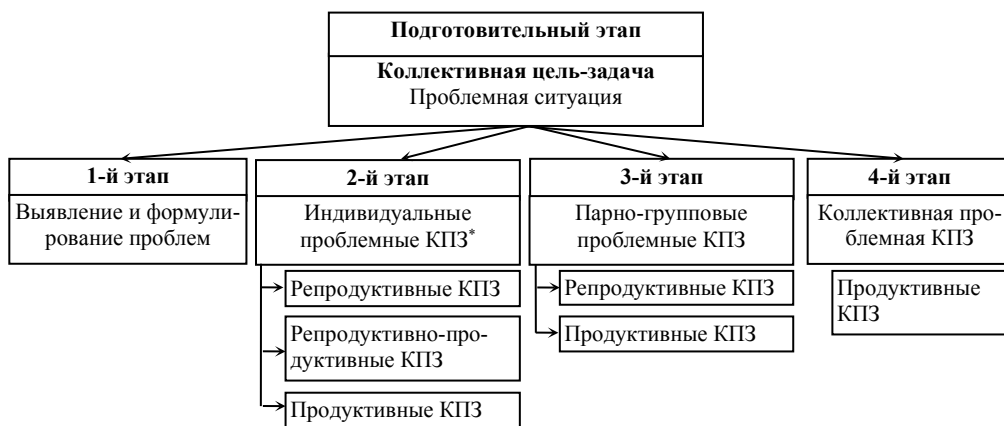 Подготовительный этап
Коллективная цель-задача
Проблемная ситуация
1-й этап
Выявление и формули-
рование проблем
2-й этап
Индивидуальные
проблемные КПЗ*
Репродуктивные КПЗ
Репродуктивно-про-
дуктивные КПЗ
Продуктивные КПЗ
3-й этап
Парно-групповые
проблемные КПЗ
Репродуктивные КПЗ
Продуктивные КПЗ
4-й этап
Коллективная про-
блемная КПЗ
Продуктивные
КПЗ